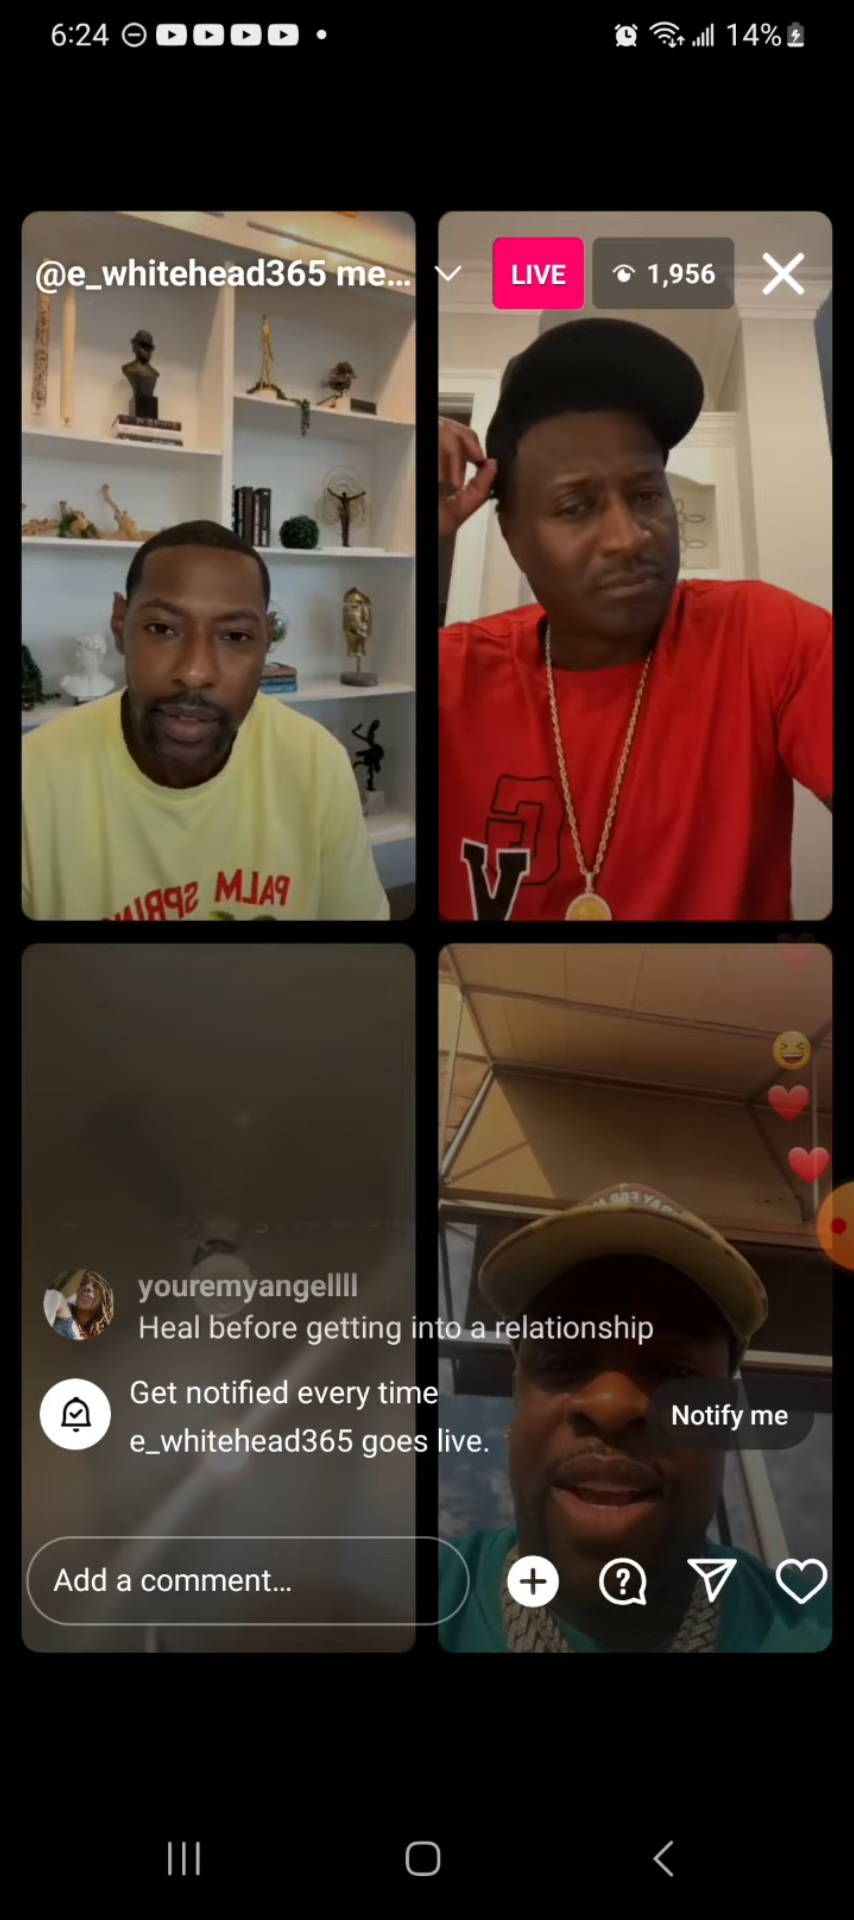 6:24
14%
@e_whitehead365 me...
LIVE
1,956
PALM SPRIN
V
G
youremyangellll
Heal before getting into a relationship
Get notified every time
e_whitehead365 goes live.
Notify me
Add a comment...